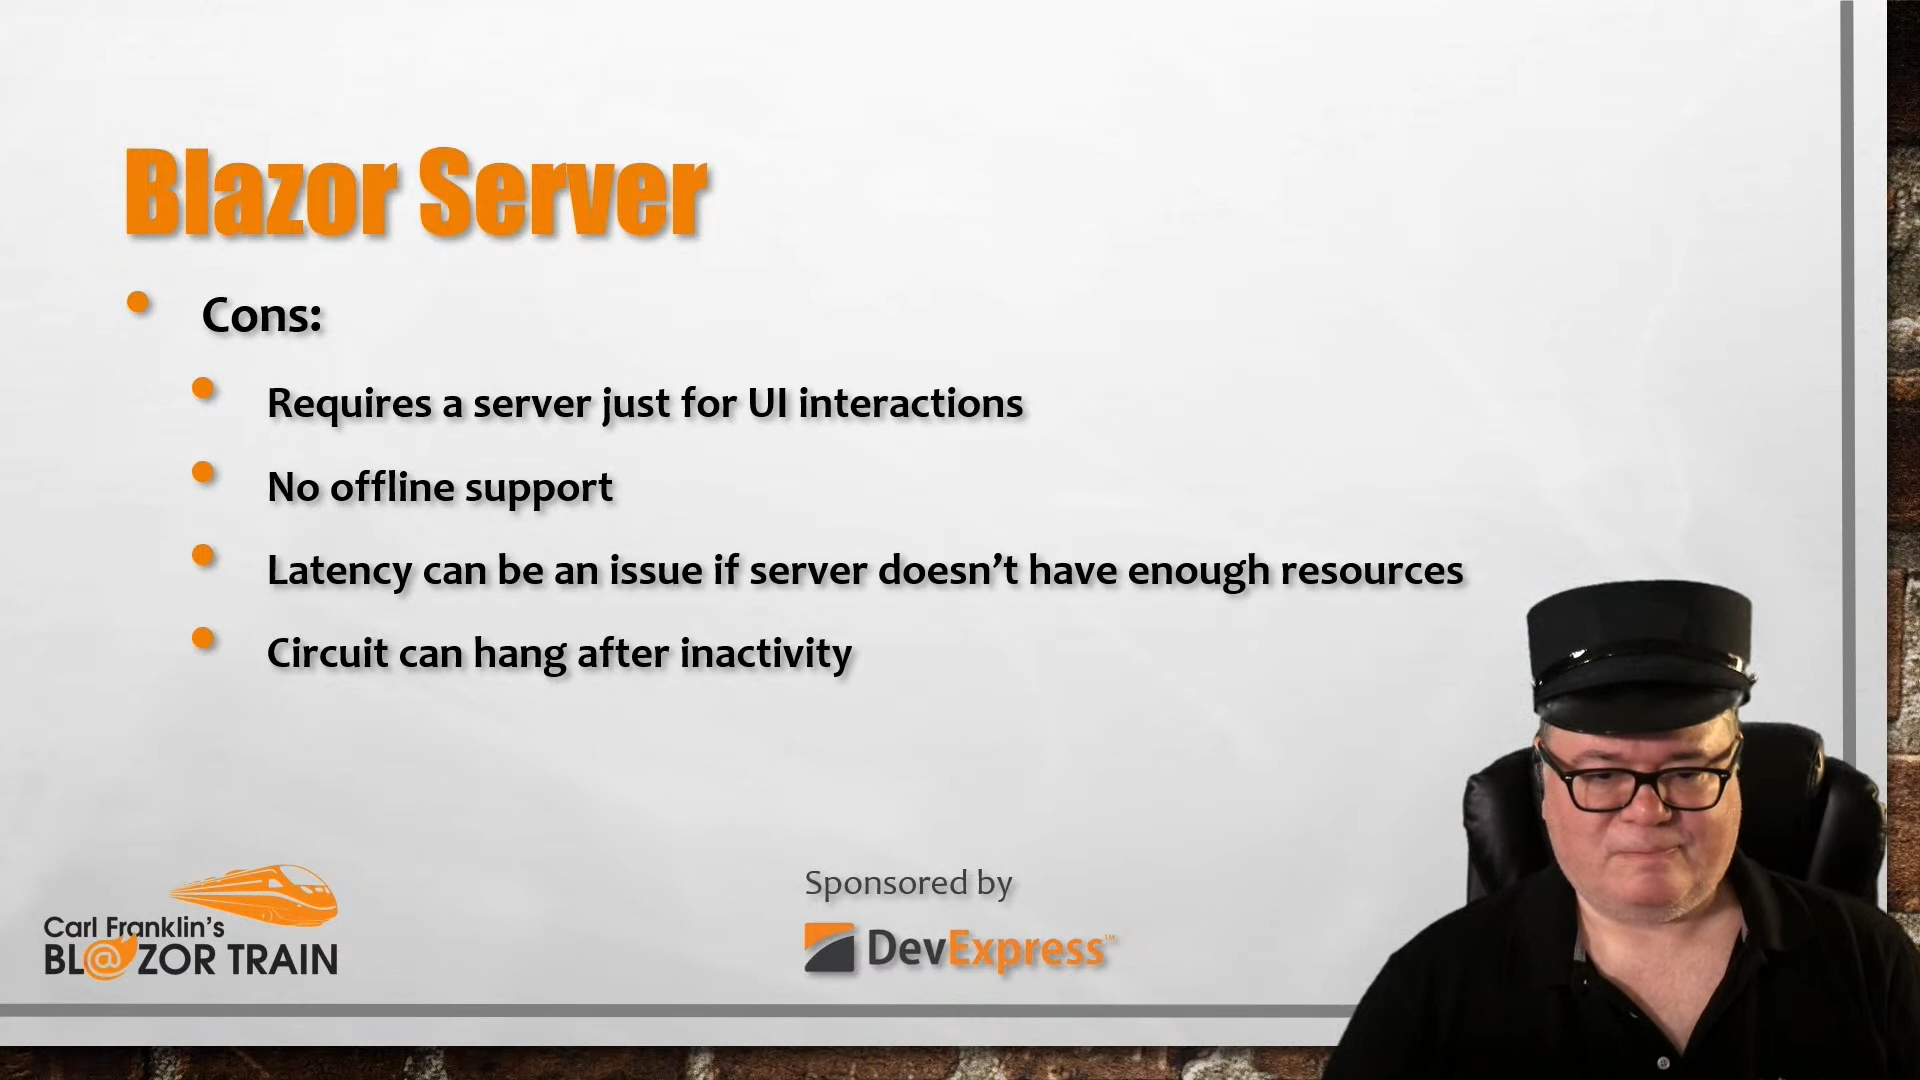 Blazor Server
Cons:
Requires a server just for UI interactions
No offline support
Latency can be an issue if server doesn’t have enough resources
Circuit can hang after inactivity
Carl Franklin’s
BL@ZOR TRAIN
Sponsored by
DevExpress™